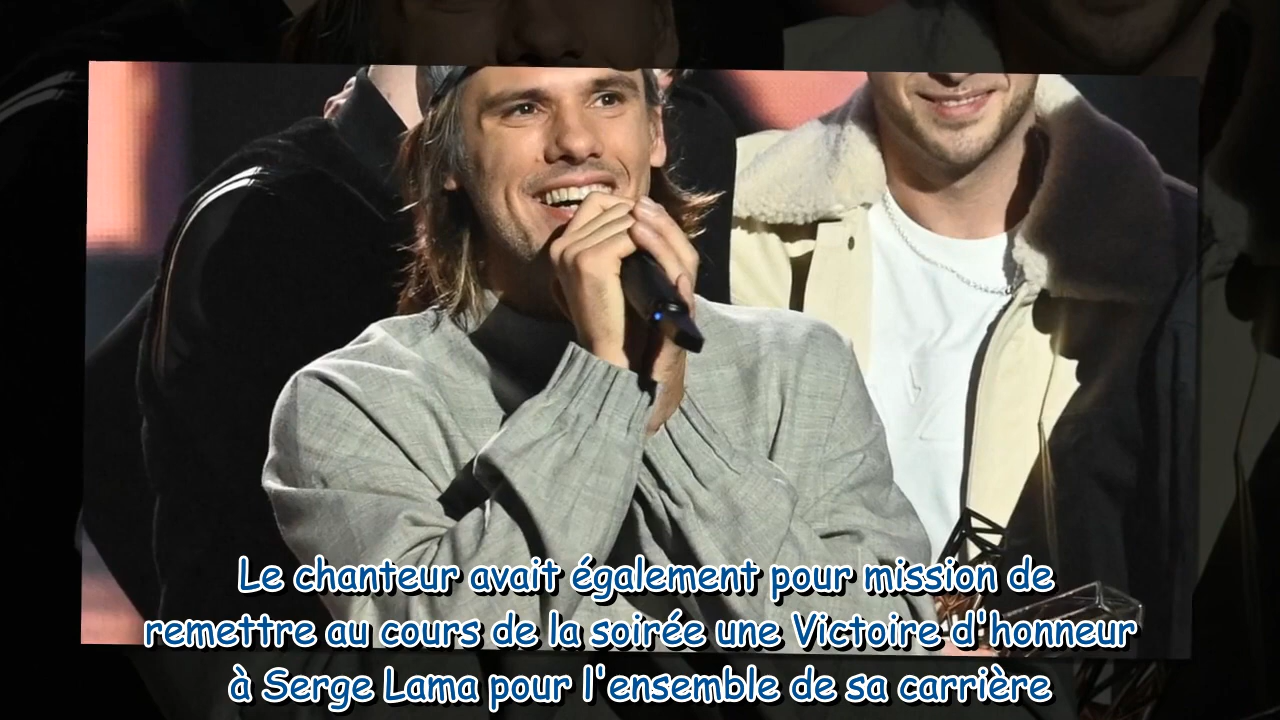 Le chanteur avait également pour mission de
remettre au cours de la soirée une Victoire d'honneur
à Serge Lama pour l'ensemble de sa carrière